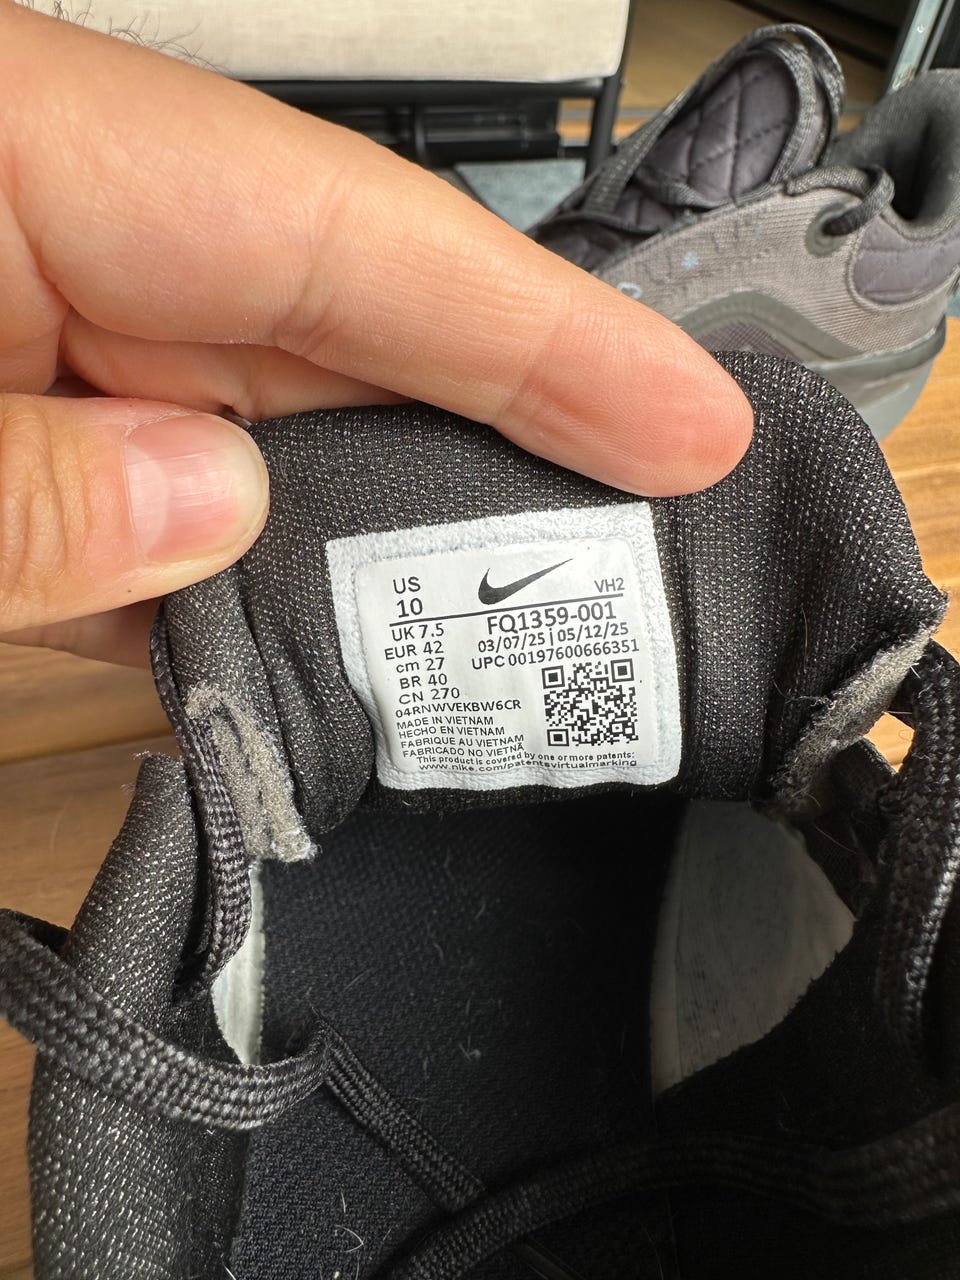 US
10
VH2
FQ1359-001
UK 7.5
03/07/25 | 05/12/25
EUR 42
UPC 00197600666351
cm 27
BR 40
CN 270
04RNWVEKBW6CR
MADE IN VIETNAM
HECHO EN VIETNAM
FABRIQUE AU VIETNAM
FABRICADO NO VIETNÃ
This product is covered by one or more patents:
www.nike.com/patentsvirtualmarking